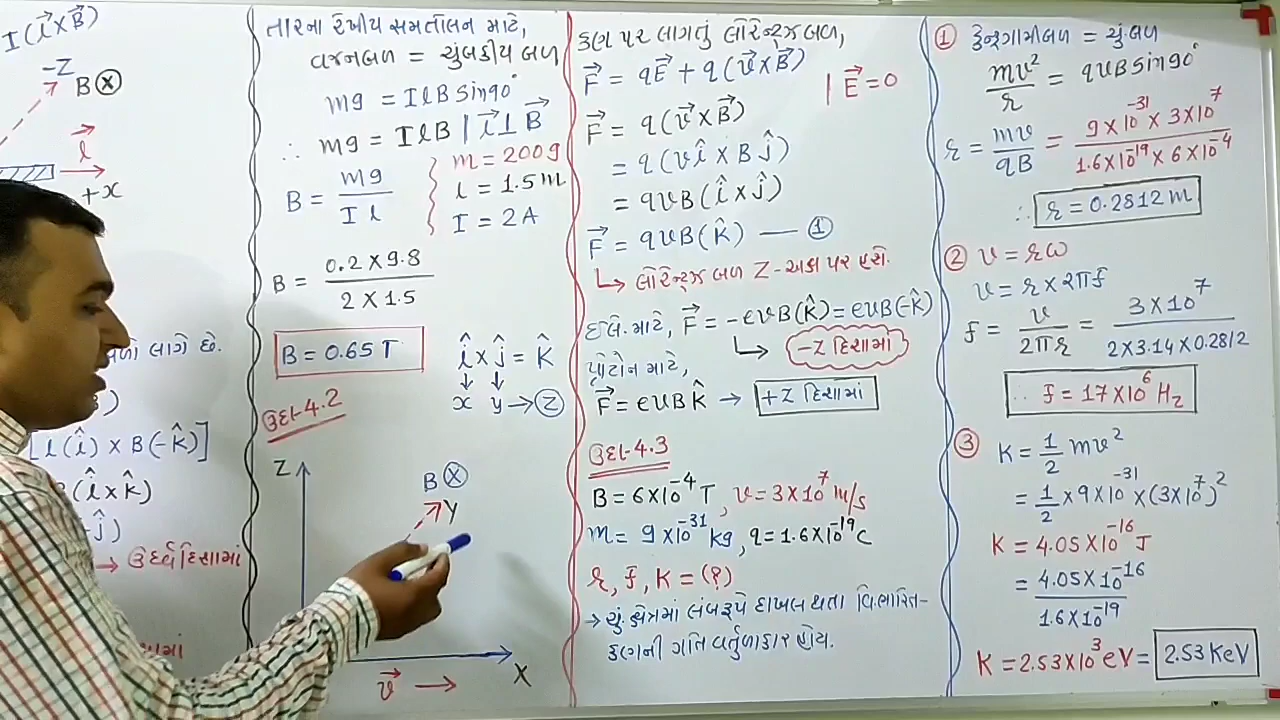 I(l⃗×B⃗)
-Z
B ⊗
l⃗
+x
લાગે છે.
[l(î) × B(-k̂)]
(î×k̂)
ઉર્ધ્વદિશામાં
તારના રેખીય સમતોલન માટે,
વજનબળ = ચુંબકીય બળ
mg = IlB sin90°
∴ mg = IlB | l⃗⊥B⃗
m = 200g
B = mg / Il
l = 1.5m
I = 2A
B = 0.2×9.8 / 2×1.5
B = 0.65 T
î×ĵ = k̂
x y → Z
ઉદા-4.2
Z
B ⊗
Y
X
v⃗ →
કણ પર લાગતું લોરેન્ટ્ઝ બળ,
F⃗ = qE⃗ + q(v⃗×B⃗)
| E⃗ = 0
F⃗ = q(v⃗×B⃗)
= q(vî × Bĵ)
= qvB(î×ĵ)
F⃗ = qvB(k̂) — ①
↳ લોરેન્ટ્ઝ બળ Z-અક્ષ પર હશે.
ઈલે. માટે, F⃗ = -evB(k̂) = evB(-k̂)
↳ -Z દિશામાં
પ્રોટોન માટે,
F⃗ = evBk̂ → +Z દિશામાં
ઉદા-4.3
B = 6×10⁻⁴ T, v = 3×10⁷ m/s
m = 9×10⁻³¹ kg, q = 1.6×10⁻¹⁹ C
r, f, K = (?)
→ ચું. ક્ષેત્રમાં લંબરૂપે દાખલ થતા વિ.ભારિત-
કણની ગતિ વર્તુળાકાર હોય.
① કેન્દ્રગામીબળ = ચું.બળ
mv² / r = qvB sin90°
r = mv / qB = 9×10⁻³¹ × 3×10⁷ / 1.6×10⁻¹⁹ × 6×10⁻⁴
∴ r = 0.2812 m
② v = rω
v = r × 2πf
f = v / 2πr = 3×10⁷ / 2×3.14×0.2812
∴ f = 17×10⁶ Hz
③ K = 1/2 mv²
= 1/2 × 9×10⁻³¹ × (3×10⁷)²
K = 4.05×10⁻¹⁶ J
= 4.05×10⁻¹⁶ / 1.6×10⁻¹⁹
K = 2.53×10³ eV = 2.53 KeV